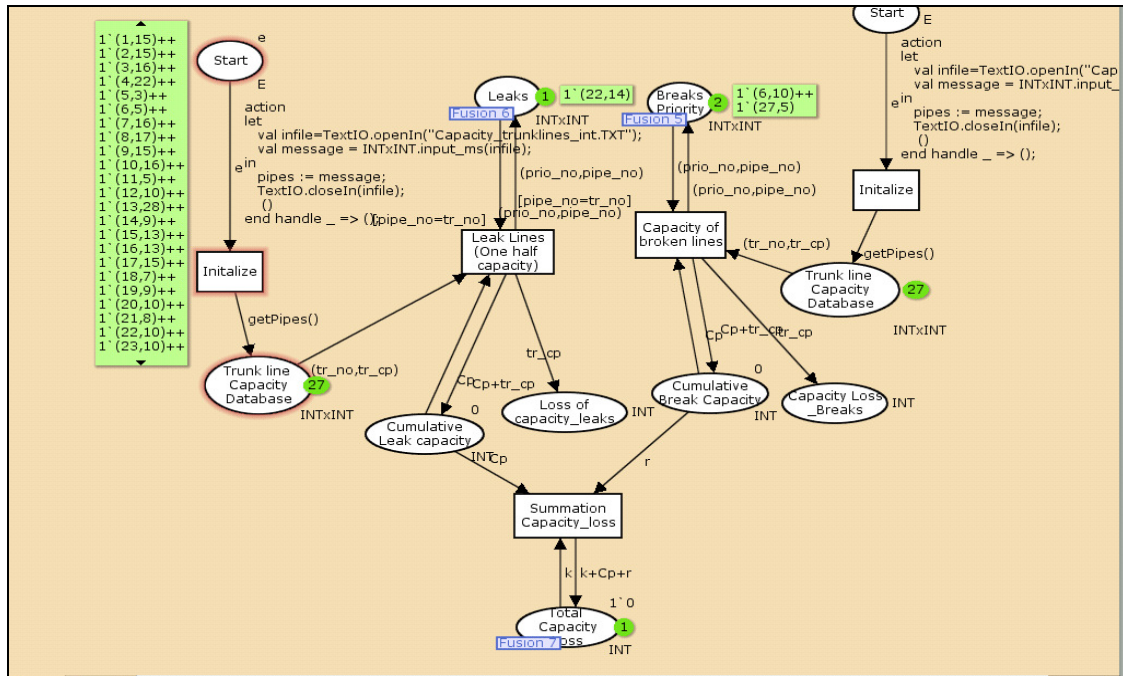 1`(1,15)++
1`(2,15)++
1`(3,16)++
1`(4,22)++
1`(5,3)++
1`(6,5)++
1`(7,16)++
1`(8,17)++
1`(9,15)++
1`(10,16)++
1`(11,5)++
1`(12,10)++
1`(13,28)++
1`(14,9)++
1`(15,13)++
1`(16,13)++
1`(17,15)++
1`(18,7)++
1`(19,9)++
1`(20,10)++
1`(21,8)++
1`(22,10)++
1`(23,10)++
e
Start
E
action
let
val infile=TextIO.openIn("Capacity_trunklines_int.TXT");
val message = INTxINT.input_ms(infile);
e
in
pipes := message;
TextIO.closeIn(infile);
()
end handle _ => ();
Initalize
getPipes()
Trunk line
Capacity
Database
27
(tr_no,tr_cp)
INTxINT
Leaks
1
1`(22,14)
Fusion 6
INTxINT
(prio_no,pipe_no)
[pipe_no=tr_no]
(prio_no,pipe_no)
Leak Lines
(One half
capacity)
tr_cp
Cp
Cp+tr_cp
0
Cumulative
Leak capacity
INT
Cp
Loss of
capacity_leaks
INT
Breaks
Priority
2
1`(6,10)++
1`(27,5)
Fusion 5
INTxINT
(prio_no,pipe_no)
(prio_no,pipe_no)
[pipe_no=tr_no]
Capacity of
broken lines
(tr_no,tr_cp)
Cp
Cp+tr_cp
tr_cp
0
Cumulative
Break Capacity
INT
r
Capacity Loss
_Breaks
INT
Start
E
action
let
val infile=TextIO.openIn("Cap
val message = INTxINT.input_
e
in
pipes := message;
TextIO.closeIn(infile);
()
end handle _ => ();
Initalize
getPipes()
Trunk line
Capacity
Database
27
INTxINT
Summation
Capacity_loss
k
k+Cp+r
1`0
Total
Capacity
1
Fusion 7
INT